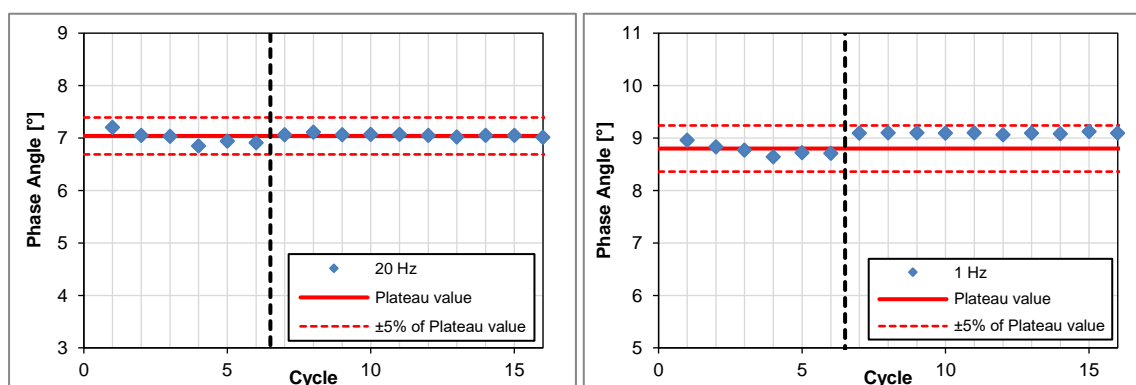 9
8
7
6
5
4
3
Phase Angle [°]
0
5
10
15
Cycle
20 Hz
Plateau value
±5% of Plateau value
11
10
9
8
7
6
5
Phase Angle [°]
0
5
10
15
Cycle
1 Hz
Plateau value
±5% of Plateau value